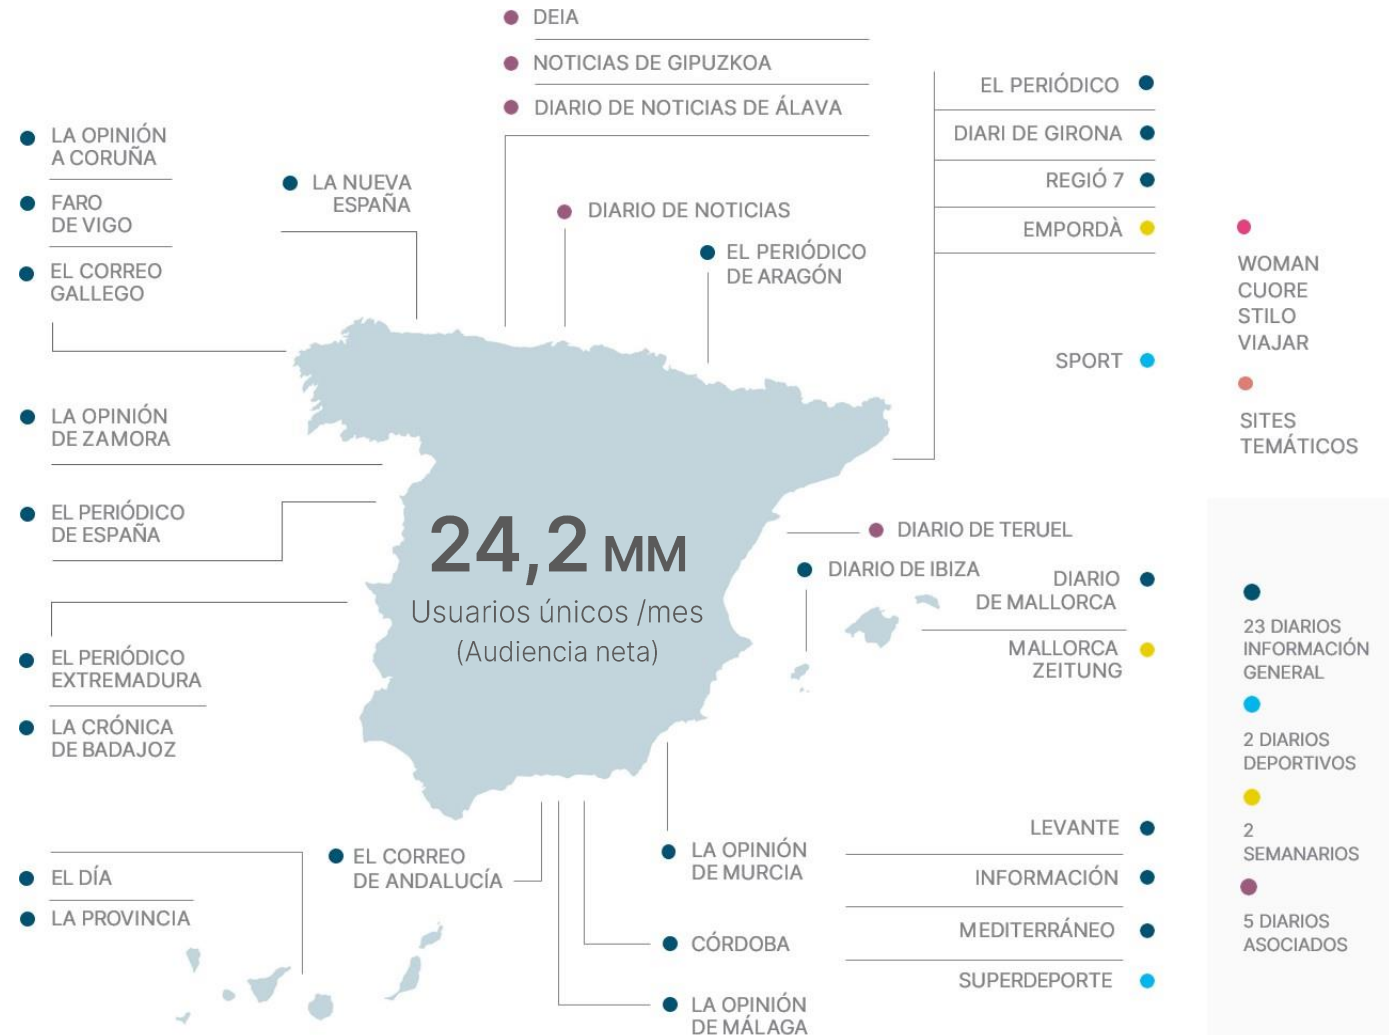 DEIA
NOTICIAS DE GIPUZKOA
DIARIO DE NOTICIAS DE ÁLAVA
LA OPINIÓN
A CORUÑA
FARO
DE VIGO
EL CORREO
GALLEGO
LA NUEVA
ESPAÑA
DIARIO DE NOTICIAS
EL PERIÓDICO
DE ARAGÓN
EL PERIÓDICO
DIARI DE GIRONA
REGIÓ 7
EMPORDÀ
SPORT
WOMAN
CUORE
STILO
VIAJAR
SITES
TEMÁTICOS
LA OPINIÓN
DE ZAMORA
EL PERIÓDICO
DE ESPAÑA
24,2 MM
Usuarios únicos /mes
(Audiencia neta)
DIARIO DE TERUEL
DIARIO DE IBIZA
DIARIO
DE MALLORCA
MALLORCA
ZEITUNG
EL PERIÓDICO
EXTREMADURA
LA CRÓNICA
DE BADAJOZ
EL DÍA
LA PROVINCIA
EL CORREO
DE ANDALUCÍA
LA OPINIÓN
DE MURCIA
CÓRDOBA
LA OPINIÓN
DE MÁLAGA
LEVANTE
INFORMACIÓN
MEDITERRÁNEO
SUPERDEPORTE
23 DIARIOS
INFORMACIÓN
GENERAL
2 DIARIOS
DEPORTIVOS
2
SEMANARIOS
5 DIARIOS
ASOCIADOS